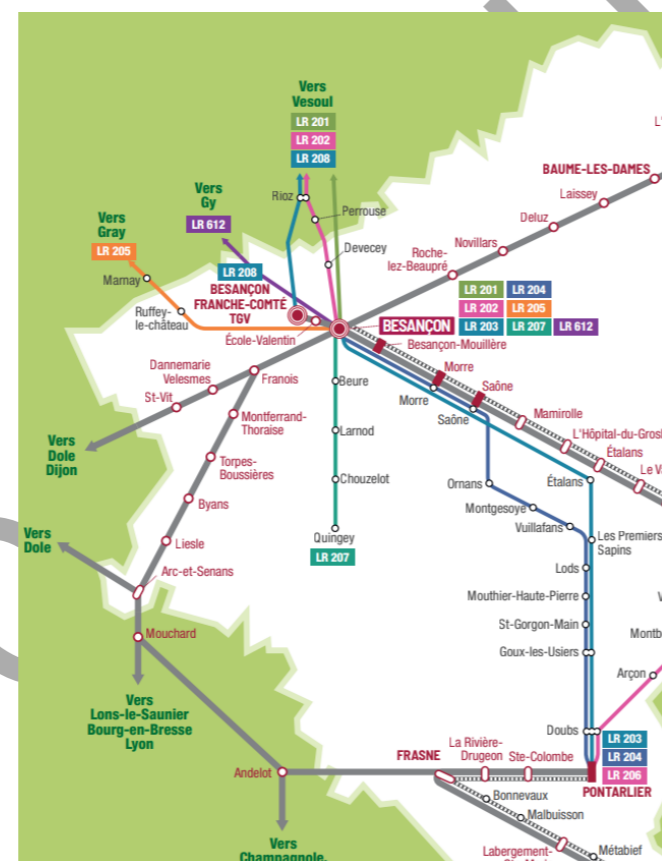 Vers
Vesoul
LR 201
LR 202
LR 208
Rioz
Perrouse
Devecey
Vers
Gy
LR 612
Vers
Gray
LR 205
Marnay
Ruffey-
le-château
LR 208
BESANÇON
FRANCHE-COMTÉ
TGV
École-Valentin
BAUME-LES-DAMES
Laissey
Deluz
Novillars
Roche-
lez-Beaupré
LR 201
LR 204
LR 202
LR 205
LR 203
LR 207
LR 612
BESANÇON
Besançon-Mouillère
Morre
Saône
Mamirolle
L'Hôpital-du-Grosb
Étalans
Le Va
Dannemarie
Velesmes
St-Vit
Franois
Montferrand-
Thoraise
Torpes-
Boussières
Byans
Liesle
Arc-et-Senans
Mouchard
Vers
Dole
Dijon
Vers
Dole
Vers
Lons-le-Saunier
Bourg-en-Bresse
Lyon
Beure
Larnod
Chouzelot
Quingey
LR 207
Morre
Saône
Ornans
Montgesoye
Vuillafans
Étalans
Les Premiers
Sapins
Lods
Mouthier-Haute-Pierre
St-Gorgon-Main
Goux-les-Usiers
Montb
Arçon
Doubs
LR 203
LR 204
LR 206
PONTARLIER
Andelot
FRASNE
La Rivière-
Drugeon
Ste-Colombe
Bonnevaux
Malbuisson
Labergement-
Métabief
Vers
Champagnole,